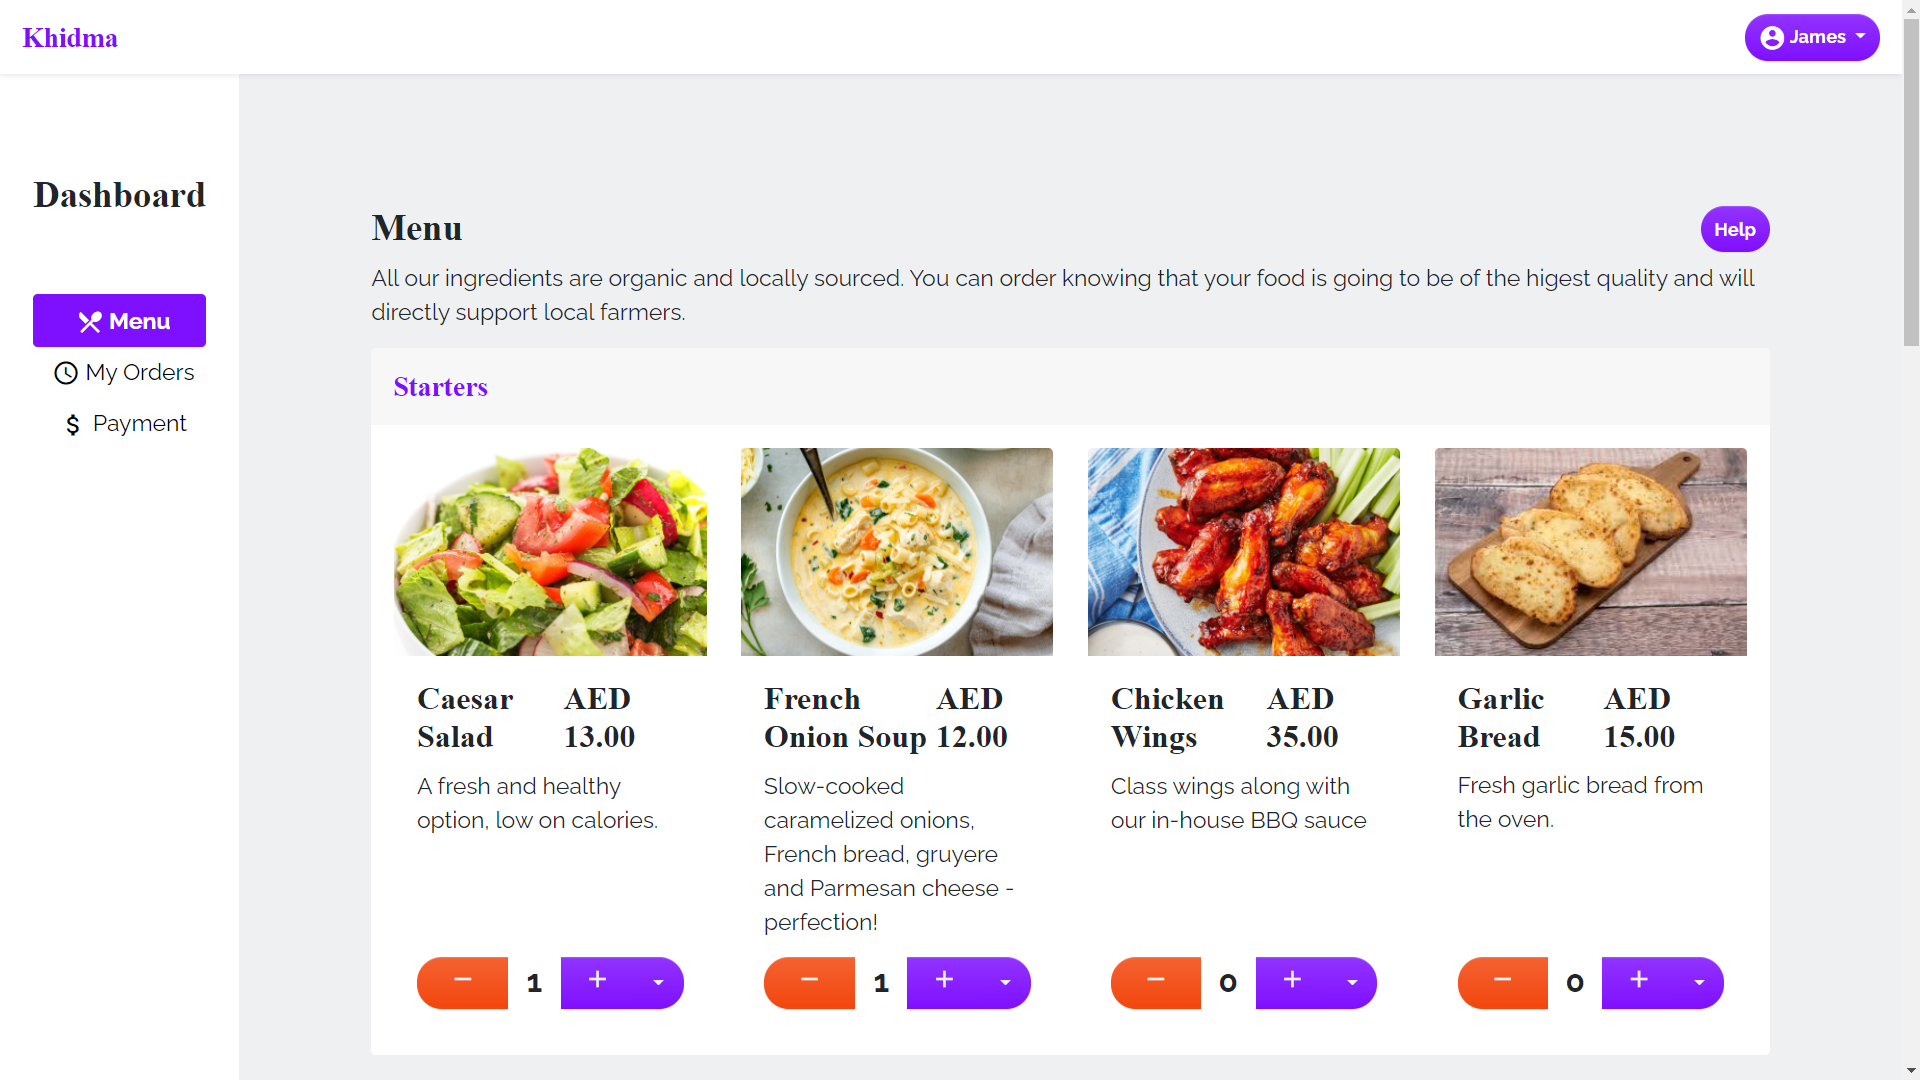 Khidma
James
Dashboard
Menu
My Orders
$ Payment
Menu
Help
All our ingredients are organic and locally sourced. You can order knowing that your food is going to be of the higest quality and will
directly support local farmers.
Starters
Caesar
Salad
AED
13.00
A fresh and healthy
option, low on calories.
− 1 +
French
Onion Soup
AED
12.00
Slow-cooked
caramelized onions,
French bread, gruyere
and Parmesan cheese -
perfection!
− 1 +
Chicken
Wings
AED
35.00
Class wings along with
our in-house BBQ sauce
− 0 +
Garlic
Bread
AED
15.00
Fresh garlic bread from
the oven.
− 0 +